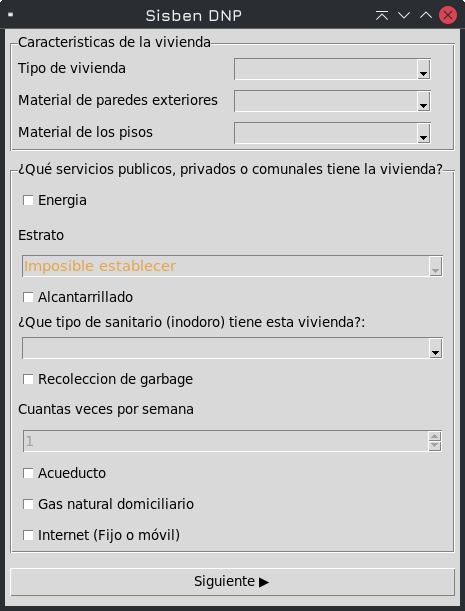 Sisben DNP
Caracteristicas de la vivienda
Tipo de vivienda
Material de paredes exteriores
Material de los pisos
¿Qué servicios publicos, privados o comunales tiene la vivienda?
Energia
Estrato
Imposible establecer
Alcantarrillado
¿Que tipo de sanitario (inodoro) tiene esta vivienda?:
Recoleccion de garbage
Cuantas veces por semana
1
Acueducto
Gas natural domiciliario
Internet (Fijo o móvil)
Siguiente ▶